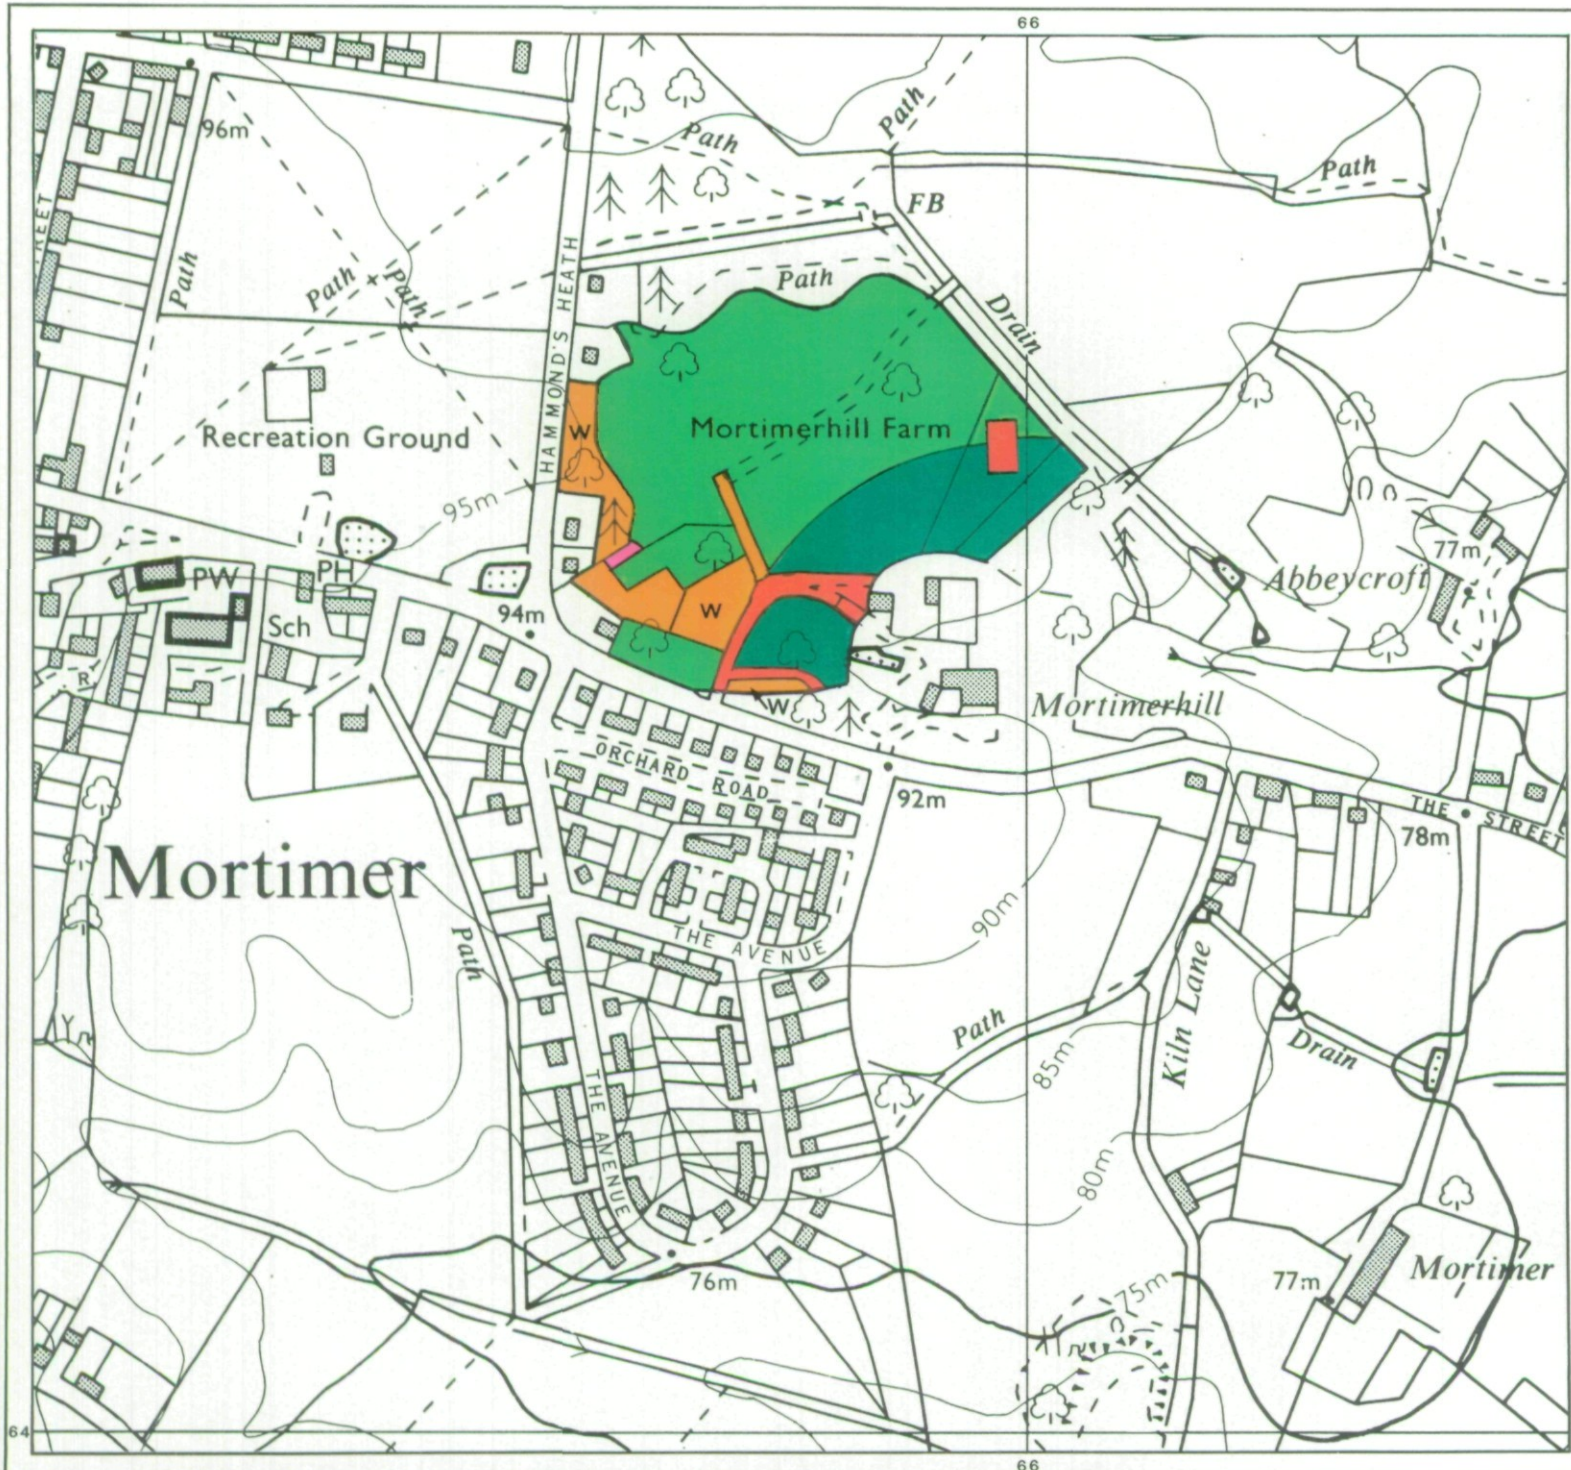 66
96m
Path
Path
Path
FB
Path
HAMMOND'S HEATH
Path
Path
Path
Path
Drain
Recreation Ground
W
Mortimerhill Farm
95m
77m
PW
PH
Abbeycroft
94m
W
Sch
R
W
Mortimerhill
ORCHARD ROAD
92m
THE STREET
78m
Mortimer
90m
THE AVENUE
Path
Path
Kiln Lane
85m
Drain
THE AVENUE
80m
76m
75m
77m
Mortimer
64
66